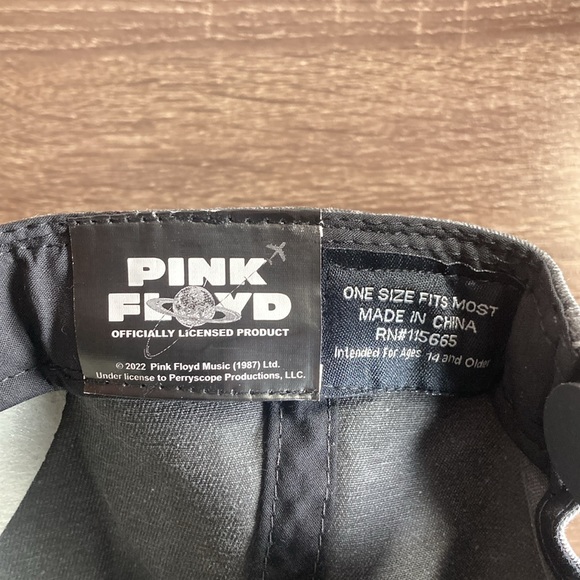 PINK
FLOYD
OFFICIALLY LICENSED PRODUCT
© 2022 Pink Floyd Music (1987) Ltd.
Under license to Perryscope Productions, LLC.
ONE SIZE FITS MOST
MADE IN CHINA
RN#115665
Intended For Ages 14 and Older